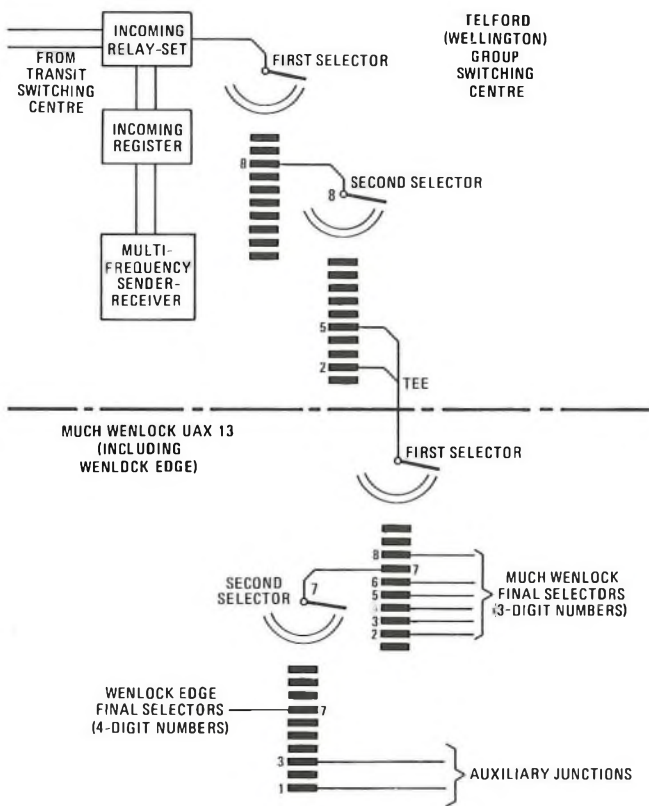 INCOMING
RELAY-SET
FROM
TRANSIT
SWITCHING
CENTRE
FIRST SELECTOR
TELFORD
(WELLINGTON)
GROUP
SWITCHING
CENTRE
INCOMING
REGISTER
8
SECOND SELECTOR
8
MULTI-
FREQUENCY
SENDER-
RECEIVER
5
2
TEE
MUCH WENLOCK UAX 13
(INCLUDING
WENLOCK EDGE)
FIRST SELECTOR
8
7
6
5
3
2
MUCH WENLOCK
FINAL SELECTORS
(3-DIGIT NUMBERS)
SECOND
SELECTOR
7
WENLOCK EDGE
FINAL SELECTORS
(4-DIGIT NUMBERS)
7
3
1
AUXILIARY JUNCTIONS